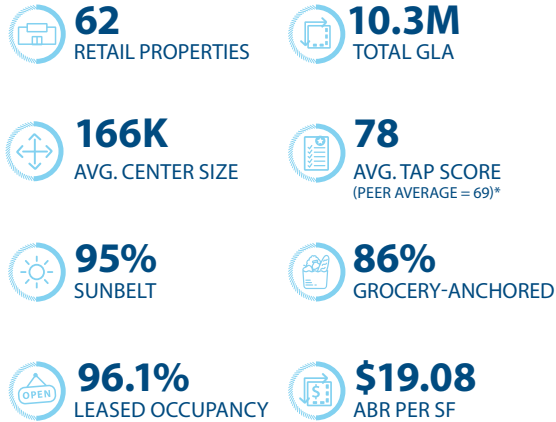 62
RETAIL PROPERTIES
10.3M
TOTAL GLA
166K
AVG. CENTER SIZE
78
AVG. TAP SCORE
(PEER AVERAGE = 69)*
95%
SUNBELT
86%
GROCERY-ANCHORED
OPEN
96.1%
LEASED OCCUPANCY
$
$19.08
ABR PER SF